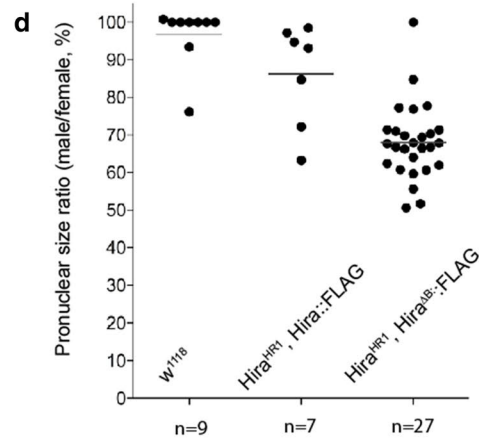 d
Pronuclear size ratio (male/female, %)
100
90
80
70
60
50
40
30
20
10
0
w1118
HiraHR1, Hira::FLAG
HiraHR1, HiraΔB::FLAG
n=9
n=7
n=27